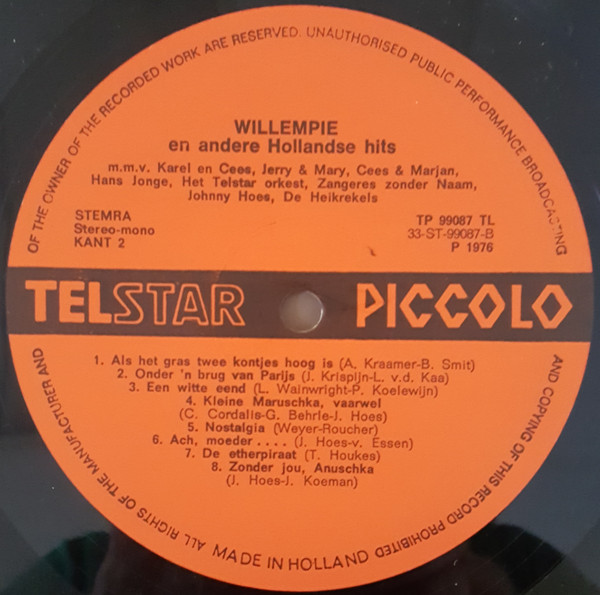 OF THE OWNER OF THE RECORDED WORK ARE RESERVED. UNAUTHORISED PUBLIC PERFORMANCE BROADCASTING
WILLEMPIE
en andere Hollandse hits
m.m.v. Karel en Cees, Jerry & Mary, Cees & Marjan,
Hans Jonge, Het Telstar orkest, Zangeres zonder Naam,
Johnny Hoes, De Heikrekels
STEMRA
Stereo-mono
KANT 2
TP 99087 TL
33-ST-99087-B
P 1976
TELSTAR PICCOLO
1. Als het gras twee kontjes hoog is (A. Kraamer-B. Smit)
2. Onder 'n brug van Parijs (J. Krispijn-L. v.d. Kaa)
3. Een witte eend (L. Wainwright-P. Koelewijn)
4. Kleine Maruschka, vaarwel
(C. Cordalis-G. Behrle-J. Hoes)
5. Nostalgia (Weyer-Roucher)
6. Ach, moeder .... (J. Hoes-v. Essen)
7. De etherpiraat (T. Houkes)
8. Zonder jou, Anuschka
(J. Hoes-J. Koeman)
AND COPYING OF THIS RECORD PROHIBITED
MADE IN HOLLAND
ALL RIGHTS OF THE MANUFACTURER AND